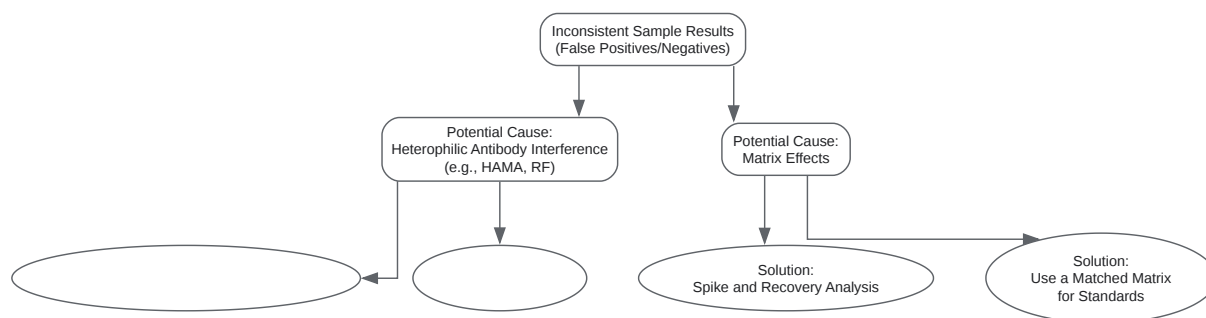 Inconsistent Sample Results
(False Positives/Negatives)
Potential Cause:
Heterophilic Antibody Interference
(e.g., HAMA, RF)
Potential Cause:
Matrix Effects
Solution:
Spike and Recovery Analysis
Solution:
Use a Matched Matrix
for Standards